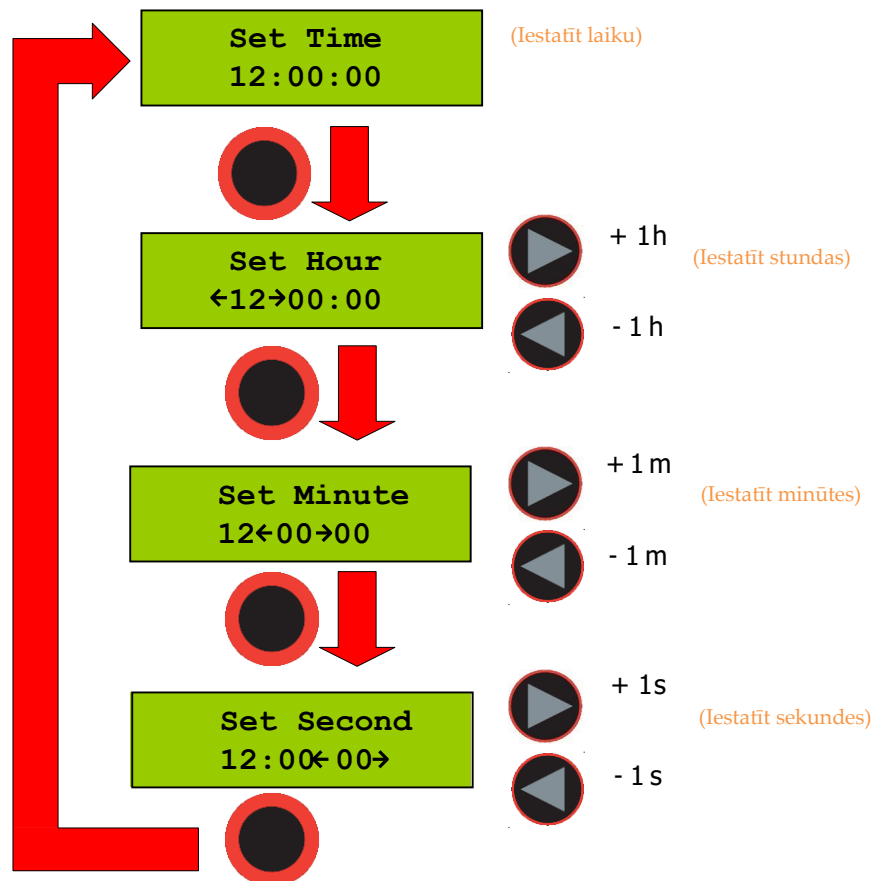 Set Time
12:00:00
(Iestatīt laiku)
Set Hour
←12→00:00
+ 1h
(Iestatīt stundas)
- 1 h
Set Minute
12←00→00
+ 1 m
(Iestatīt minūtes)
- 1 m
Set Second
12:00← 00→
+ 1s
(Iestatīt sekundes)
- 1 s